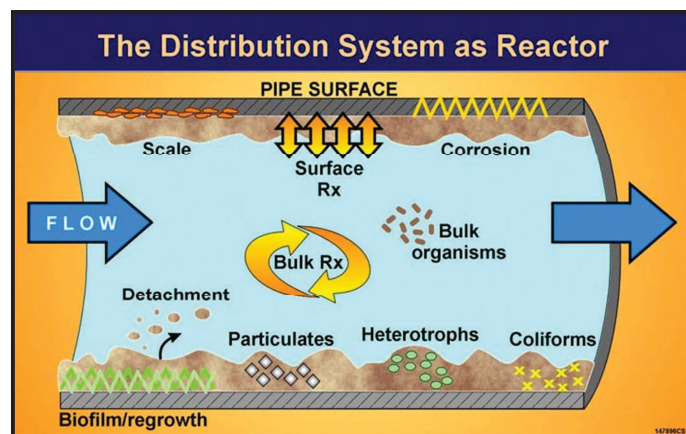 The Distribution System as Reactor
PIPE SURFACE
Scale
Surface
Rx
Corrosion
FLOW
Bulk Rx
Bulk
organisms
Detachment
Particulates
Heterotrophs
Coliforms
Biofilm/regrowth
147896CS